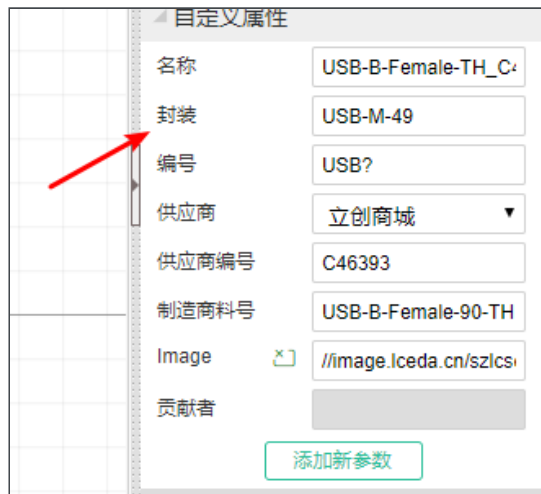 自定义属性
名称 USB-B-Female-TH_C4
封装 USB-M-49
编号 USB?
供应商 立创商城
供应商编号 C46393
制造商料号 USB-B-Female-90-TH
Image //image.lceda.cn/szlcs
贡献者
添加新参数